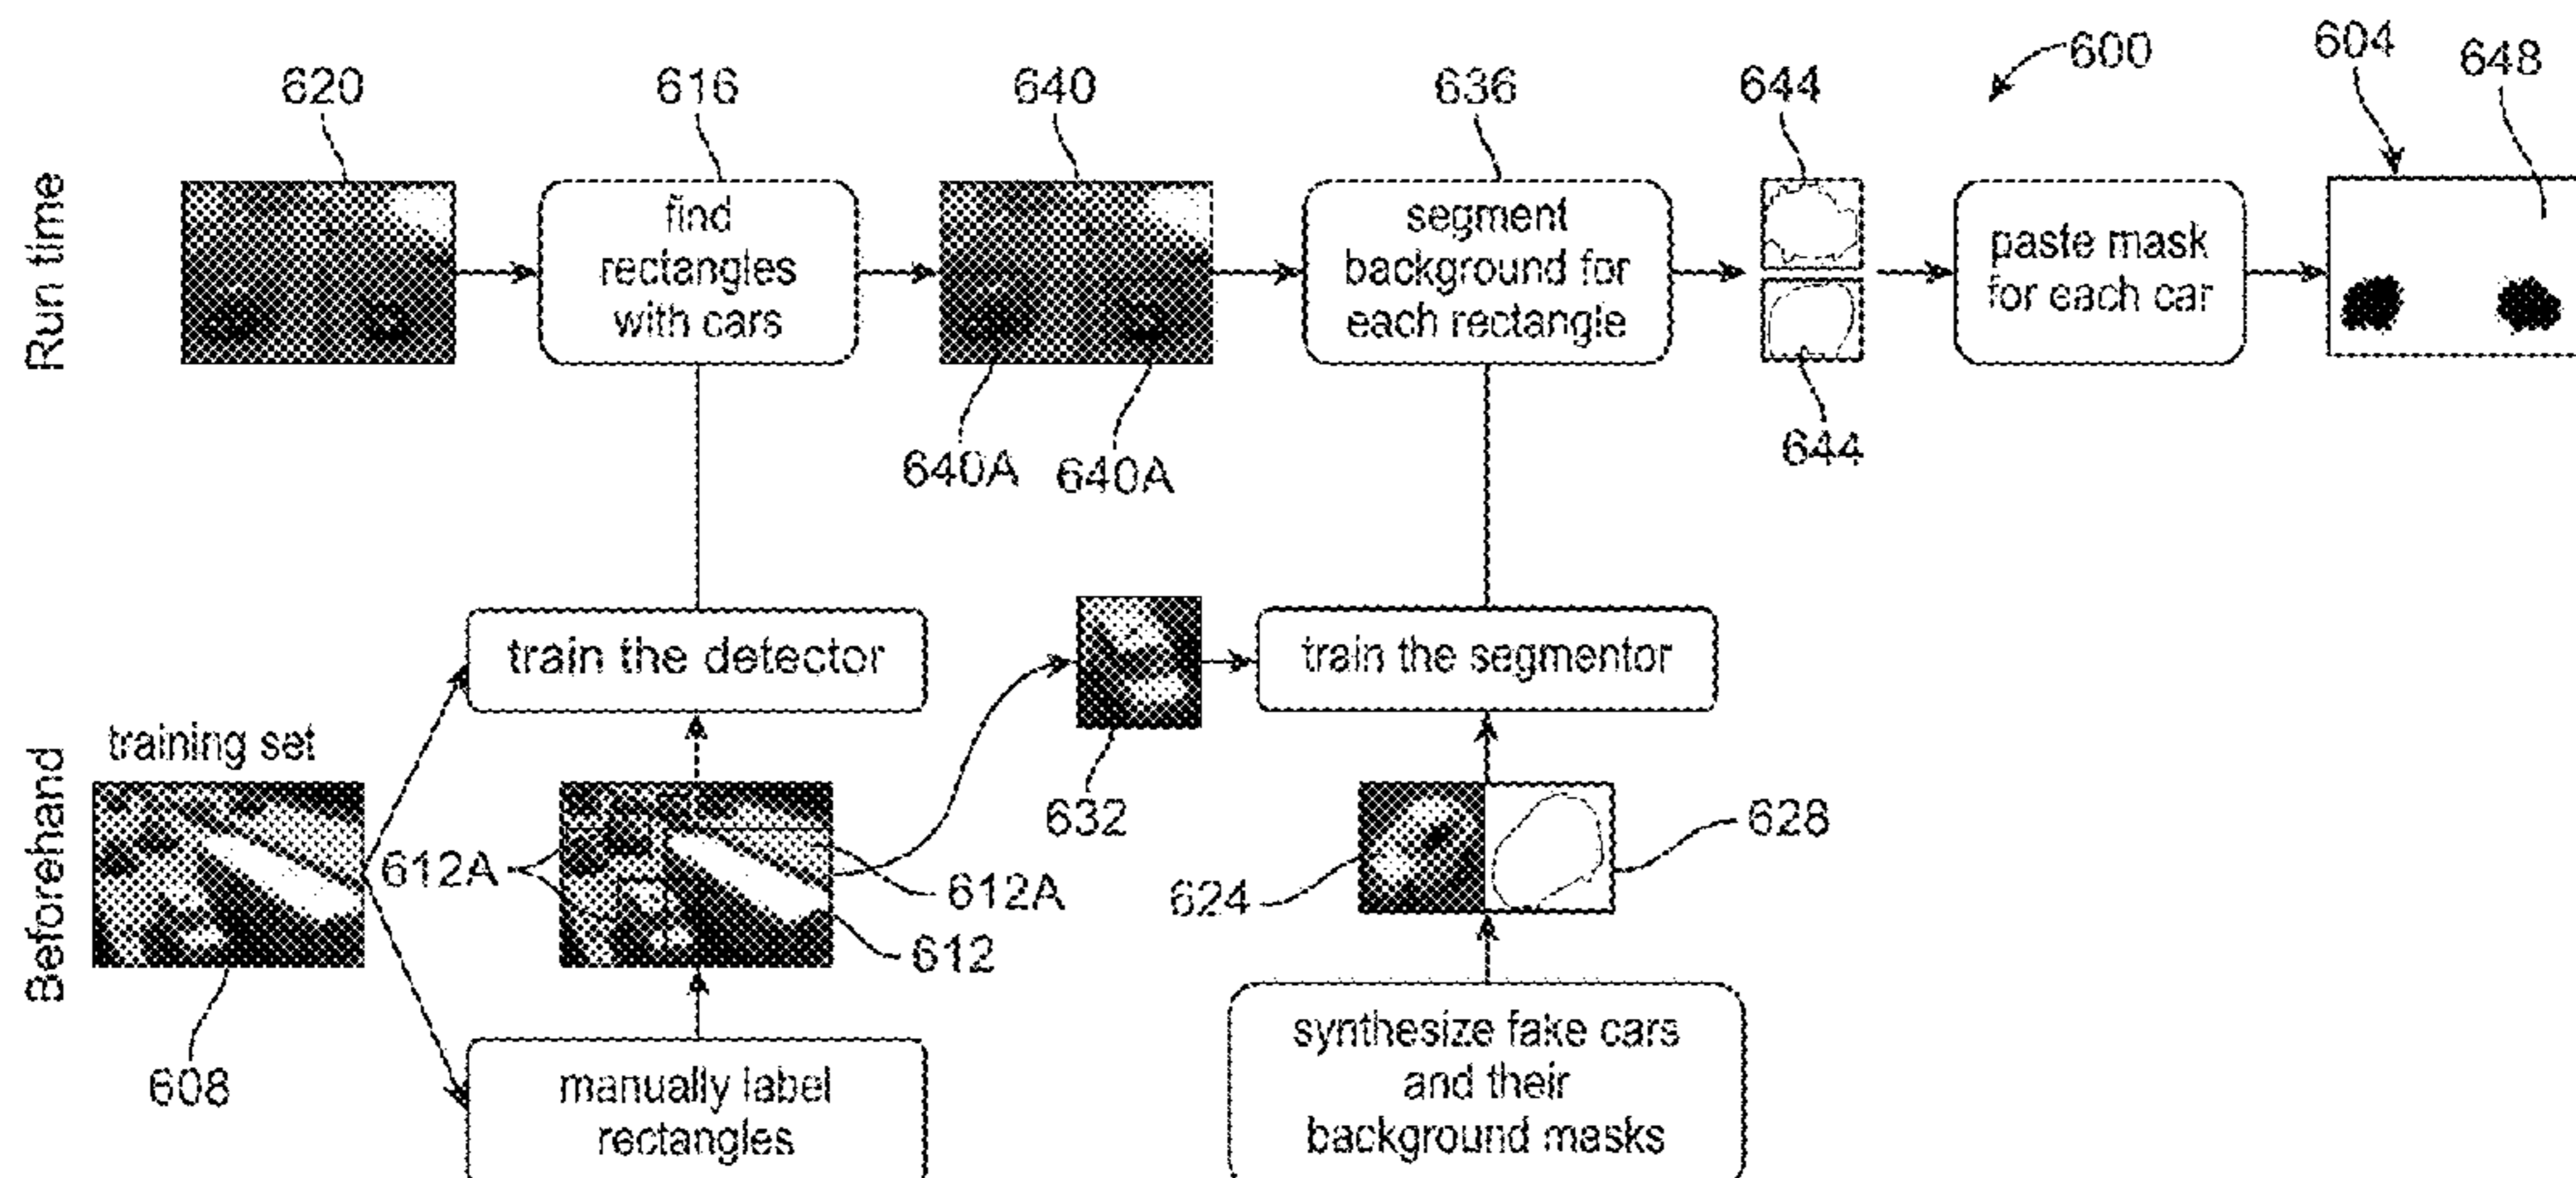 600
604
648
620
616
640
636
644
Run time
find
rectangles
with cars
segment
background for
each rectangle
paste mask
for each car
640A
640A
644
train the detector
train the segmentor
training set
Beforehand
632
628
612A
612A
624
612
608
manually label
rectangles
synthesize fake cars
and their
background masks